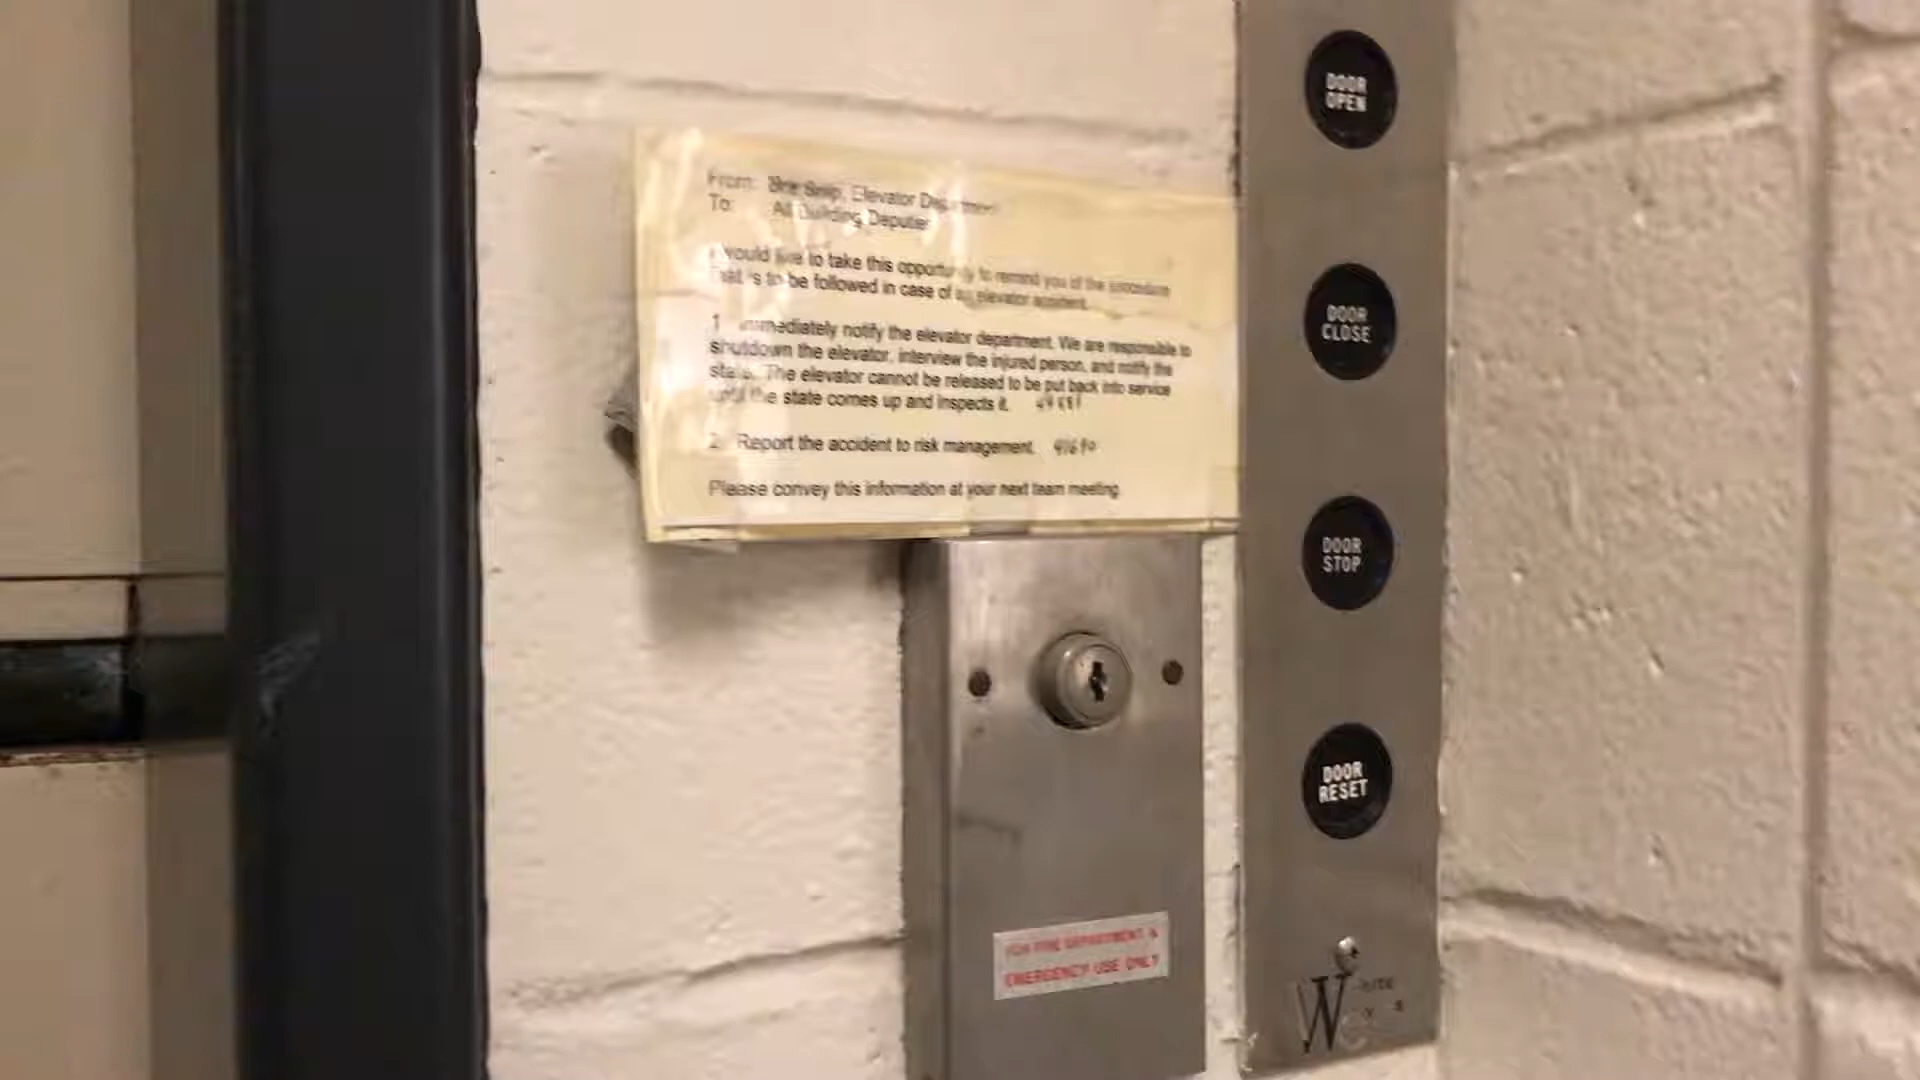 From: Elevator Department
To: All Building Deputies
I would like to take this opportunity to remind you of the procedure
that is to be followed in case of an elevator accident.
1 Immediately notify the elevator department. We are responsible to
shutdown the elevator, interview the injured person, and notify the
state. The elevator cannot be released to be put back into service
until the state comes up and inspects it.
2 Report the accident to risk management.
Please convey this information at your next team meeting
DOOR
OPEN
DOOR
CLOSE
DOOR
STOP
DOOR
RESET
FOR FIRE DEPARTMENT &
EMERGENCY USE ONLY
W